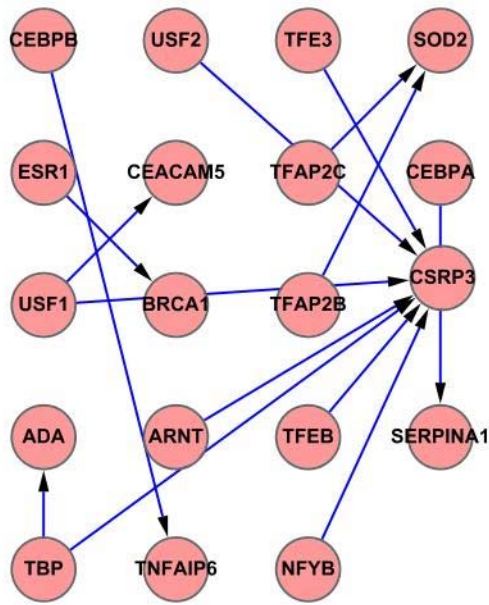 CEBPB USF2 TFE3 SOD2
ESR1 CEACAM5 TFAP2C CEBPA
CSRP3
USF1 BRCA1 TFAP2B
ADA ARNT TFEB SERPINA1
TBP TNFAIP6 NFYB